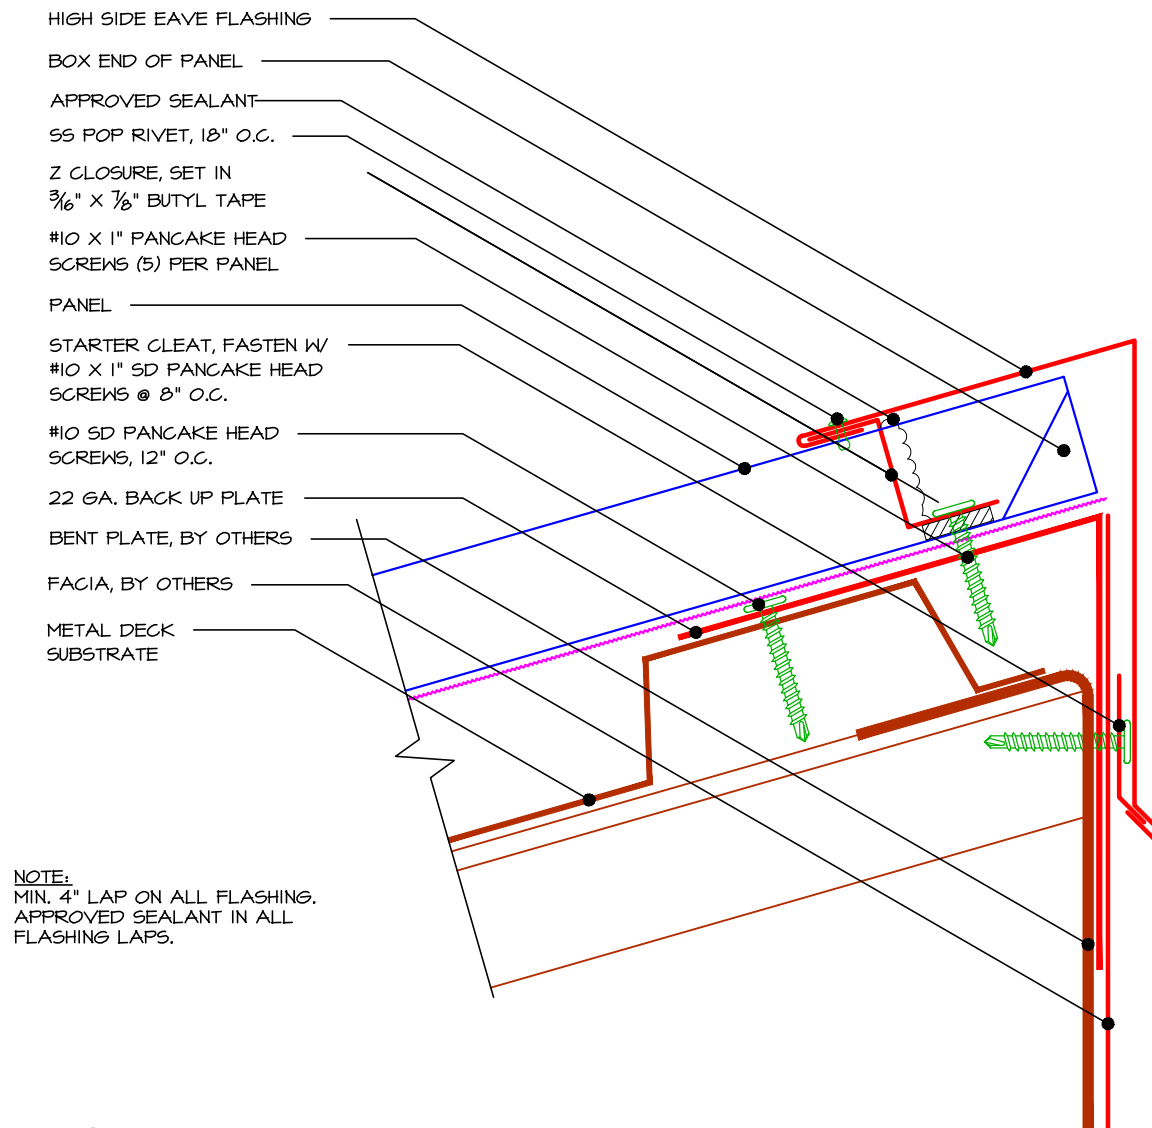 HIGH SIDE EAVE FLASHING
BOX END OF PANEL
APPROVED SEALANT
SS POP RIVET, 18" O.C.
Z CLOSURE, SET IN
3/16" X 7/8" BUTYL TAPE
#10 X 1" PANCAKE HEAD
SCREWS (5) PER PANEL
PANEL
STARTER CLEAT, FASTEN W/
#10 X 1" SD PANCAKE HEAD
SCREWS @ 8" O.C.
#10 SD PANCAKE HEAD
SCREWS, 12" O.C.
22 GA. BACK UP PLATE
BENT PLATE, BY OTHERS
FACIA, BY OTHERS
METAL DECK
SUBSTRATE
NOTE:
MIN. 4" LAP ON ALL FLASHING.
APPROVED SEALANT IN ALL
FLASHING LAPS.